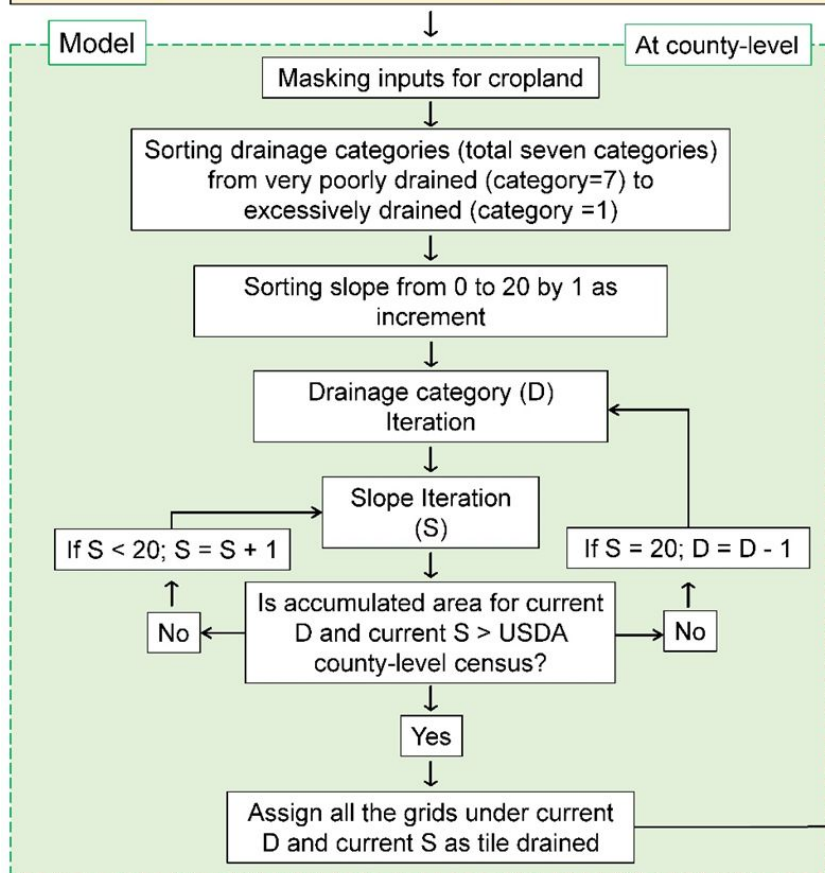 Model
At county-level
Masking inputs for cropland
Sorting drainage categories (total seven categories)
from very poorly drained (category=7) to
excessively drained (category =1)
Sorting slope from 0 to 20 by 1 as
increment
Drainage category (D)
Iteration
Slope Iteration
(S)
If S < 20; S = S + 1
If S = 20; D = D - 1
Is accumulated area for current
D and current S > USDA
county-level census?
No
No
Yes
Assign all the grids under current
D and current S as tile drained